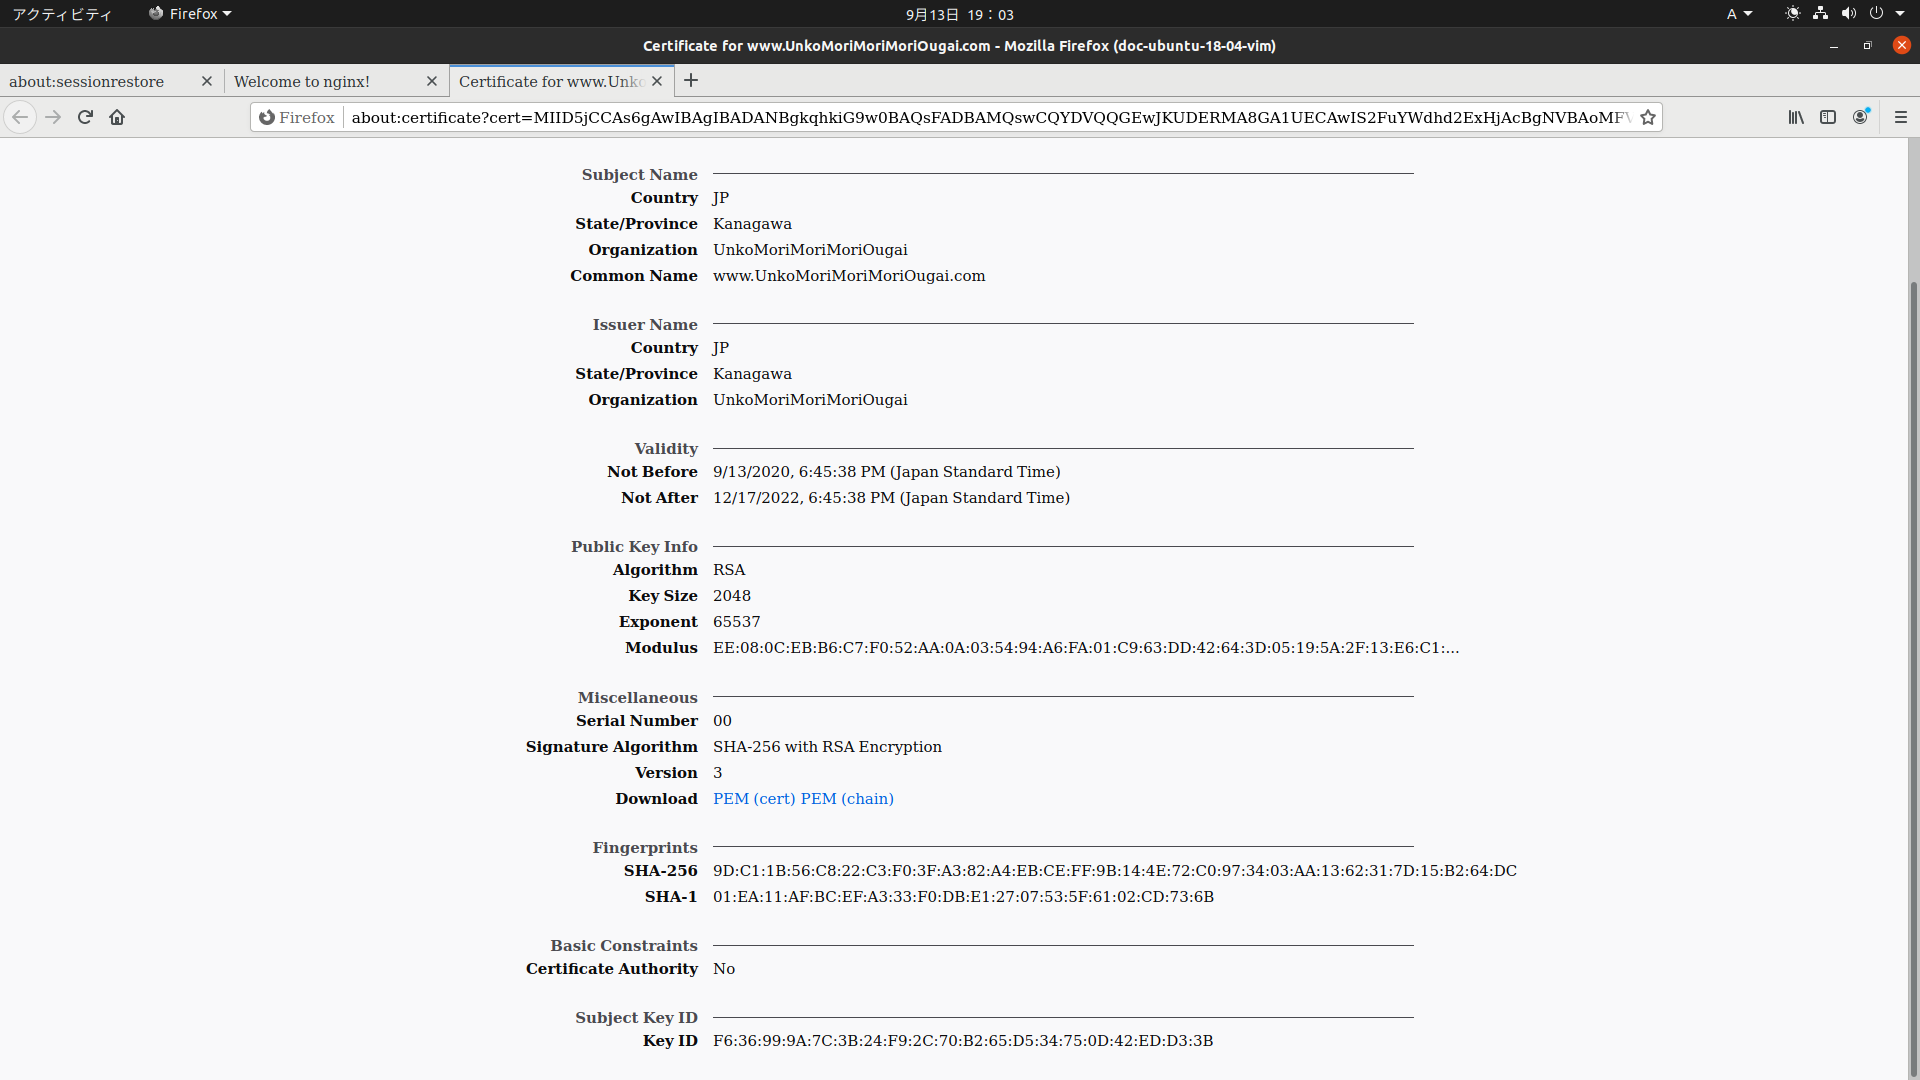 アクティビティ Firefox 9月13日 19：03 A
Certificate for www.UnkoMoriMoriMoriOugai.com - Mozilla Firefox (doc-ubuntu-18-04-vim)
about:sessionrestore Welcome to nginx! Certificate for www.Unko
Firefox about:certificate?cert=MIID5jCCAs6gAwIBAgIBADANBgkqhkiG9w0BAQsFADBAMQswCQYDVQQGEwJKUDERMA8GA1UECAwIS2FuYWdhd2ExHjAcBgNVBAoMFV
Subject Name
Country JP
State/Province Kanagawa
Organization UnkoMoriMoriMoriOugai
Common Name www.UnkoMoriMoriMoriOugai.com
Issuer Name
Country JP
State/Province Kanagawa
Organization UnkoMoriMoriMoriOugai
Validity
Not Before 9/13/2020, 6:45:38 PM (Japan Standard Time)
Not After 12/17/2022, 6:45:38 PM (Japan Standard Time)
Public Key Info
Algorithm RSA
Key Size 2048
Exponent 65537
Modulus EE:08:0C:EB:B6:C7:F0:52:AA:0A:03:54:94:A6:FA:01:C9:63:DD:42:64:3D:05:19:5A:2F:13:E6:C1:...
Miscellaneous
Serial Number 00
Signature Algorithm SHA-256 with RSA Encryption
Version 3
Download PEM (cert) PEM (chain)
Fingerprints
SHA-256 9D:C1:1B:56:C8:22:C3:F0:3F:A3:82:A4:EB:CE:FF:9B:14:4E:72:C0:97:34:03:AA:13:62:31:7D:15:B2:64:DC
SHA-1 01:EA:11:AF:BC:EF:A3:33:F0:DB:E1:27:07:53:5F:61:02:CD:73:6B
Basic Constraints
Certificate Authority No
Subject Key ID
Key ID F6:36:99:9A:7C:3B:24:F9:2C:70:B2:65:D5:34:75:0D:42:ED:D3:3B